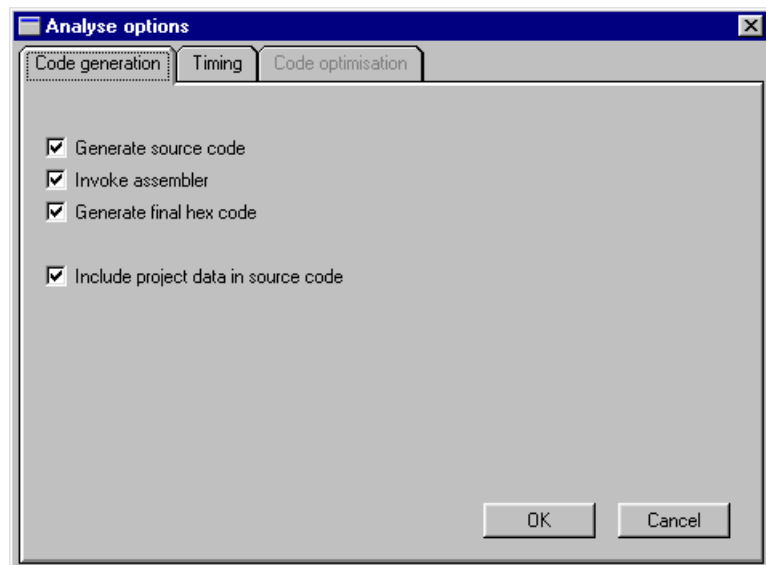 Analyse options
Code generation Timing Code optimisation
Generate source code
Invoke assembler
Generate final hex code
Include project data in source code
OK Cancel